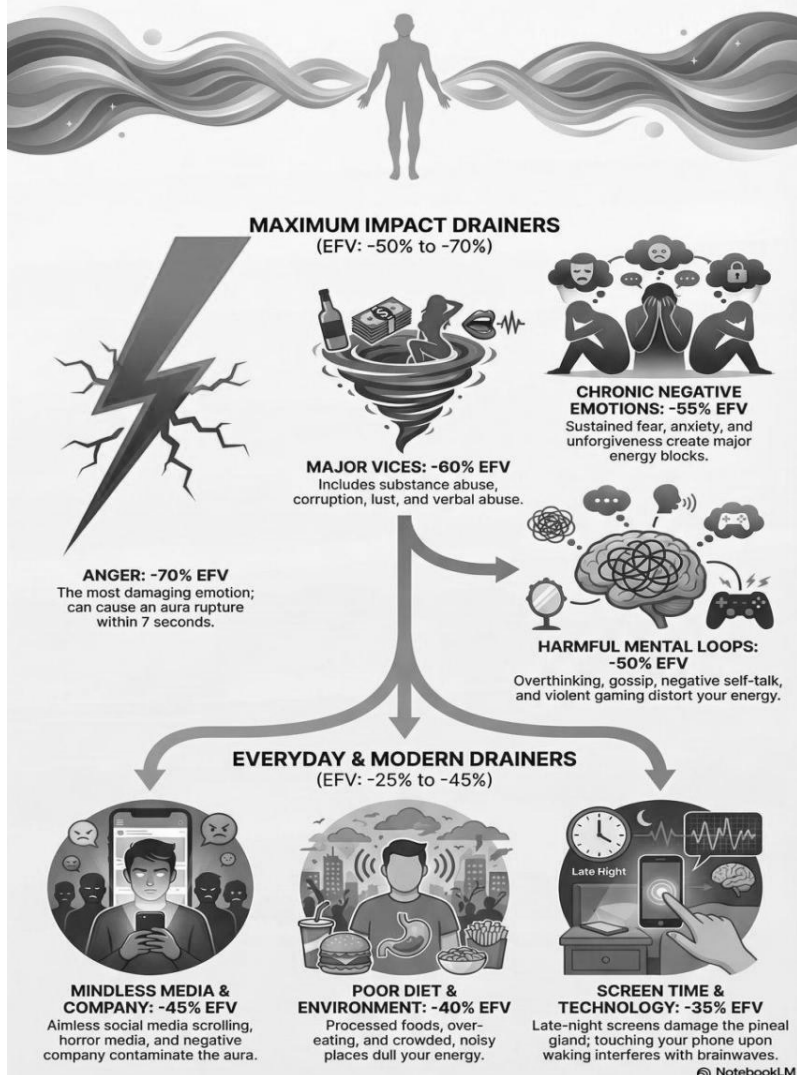 MAXIMUM IMPACT DRAINERS
(EFV: -50% to -70%)
CHRONIC NEGATIVE
EMOTIONS: -55% EFV
Sustained fear, anxiety, and
unforgiveness create major
energy blocks.
MAJOR VICES: -60% EFV
Includes substance abuse,
corruption, lust, and verbal abuse.
ANGER: -70% EFV
The most damaging emotion;
can cause an aura rupture
within 7 seconds.
HARMFUL MENTAL LOOPS:
-50% EFV
Overthinking, gossip, negative self-talk,
and violent gaming distort your energy.
EVERYDAY & MODERN DRAINERS
(EFV: -25% to -45%)
Late Hight
MINDLESS MEDIA &
COMPANY: -45% EFV
Aimless social media scrolling,
horror media, and negative
company contaminate the aura.
POOR DIET &
ENVIRONMENT: -40% EFV
Processed foods, over-
eating, and crowded, noisy
places dull your energy.
SCREEN TIME &
TECHNOLOGY: -35% EFV
Late-night screens damage the pineal
giand; touching your phone upon
waking interferes with brainwaves.
NotebookLM